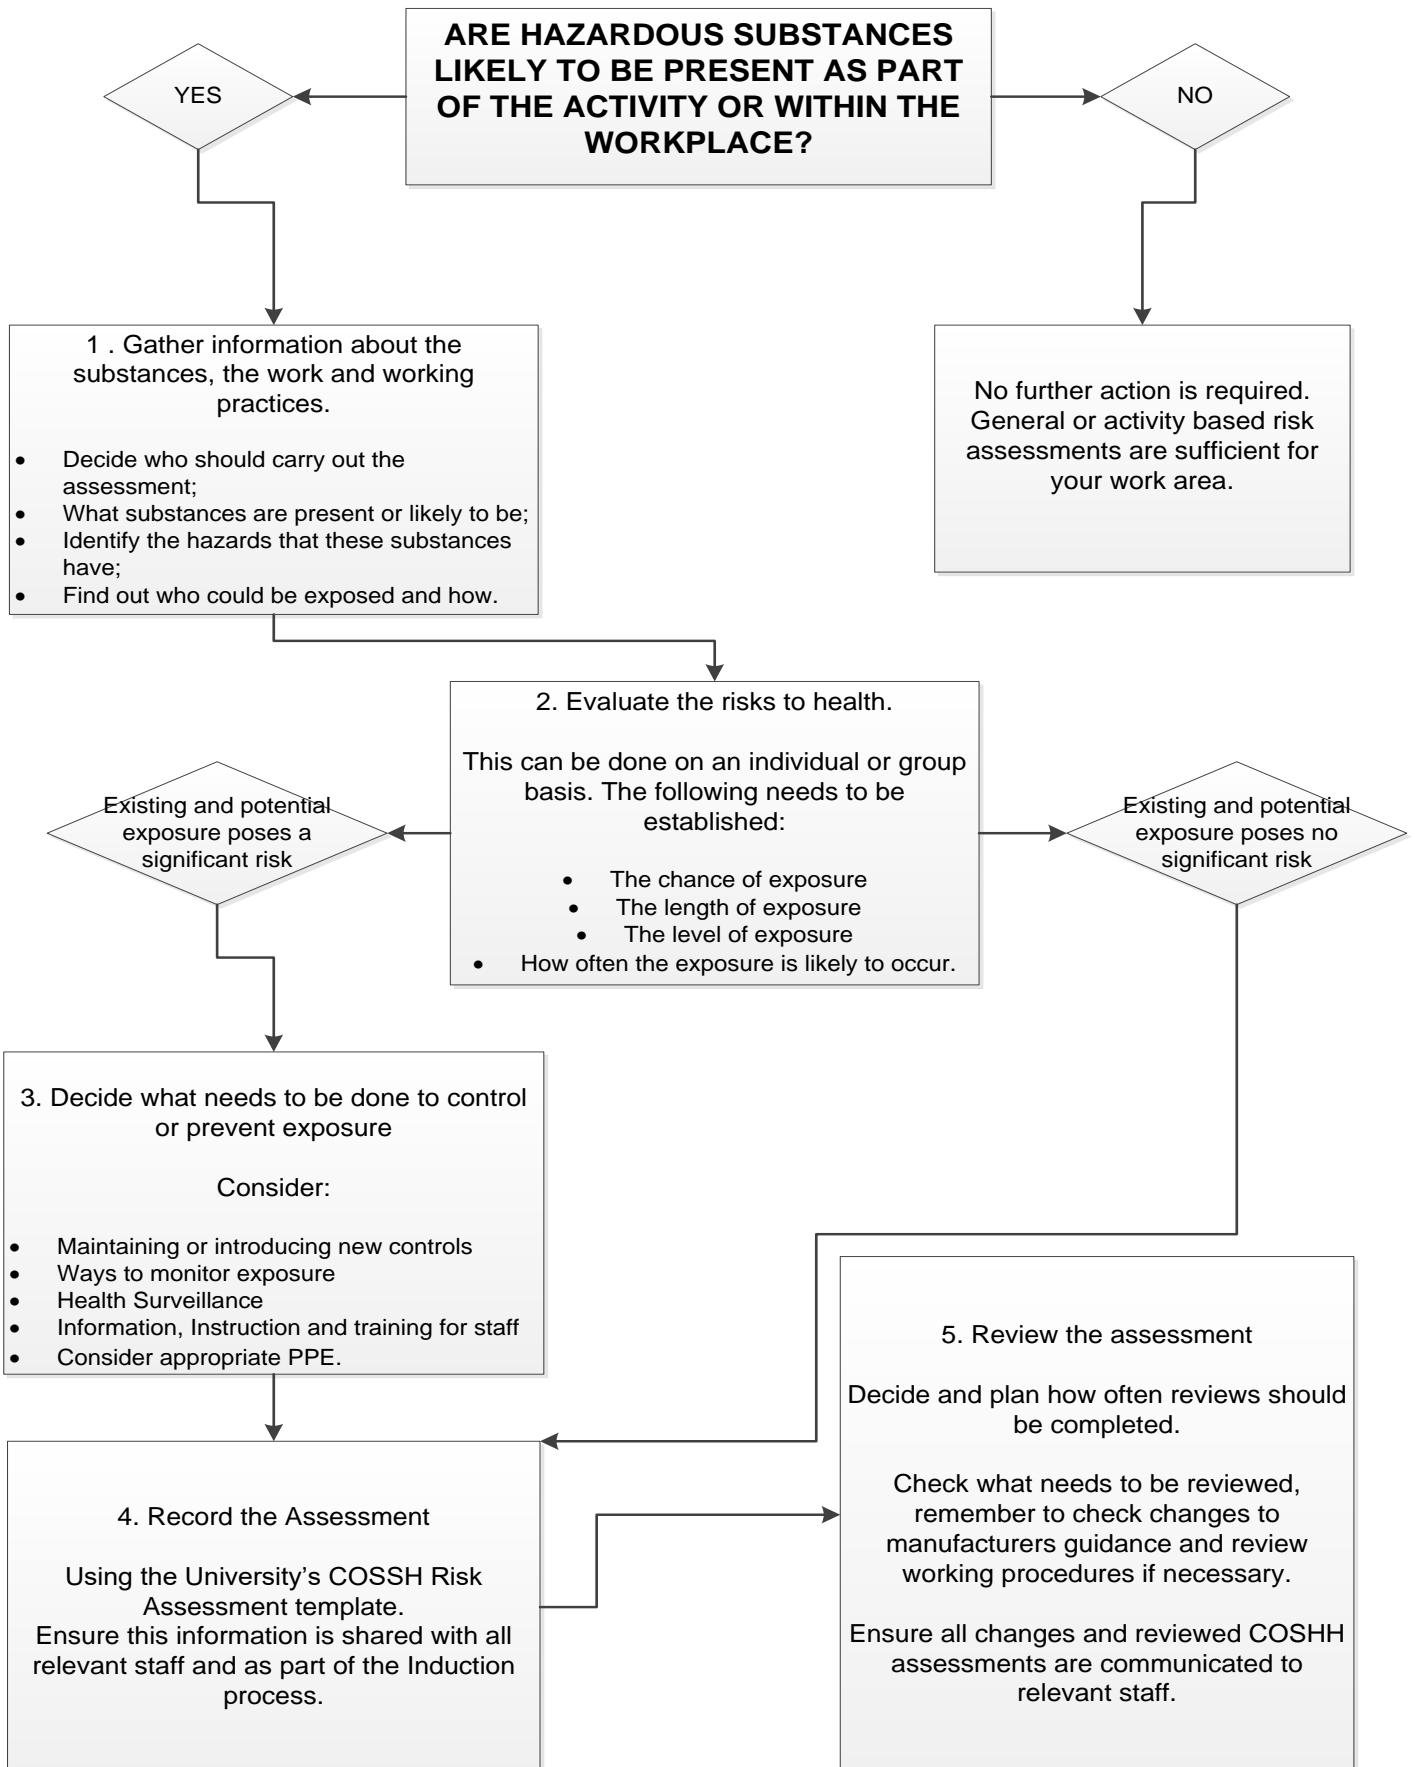 ARE HAZARDOUS SUBSTANCES
LIKELY TO BE PRESENT AS PART
OF THE ACTIVITY OR WITHIN THE
WORKPLACE?
YES
NO
1 . Gather information about the
substances, the work and working
practices.
• Decide who should carry out the
assessment;
• What substances are present or likely to be;
• Identify the hazards that these substances
have;
• Find out who could be exposed and how.
No further action is required.
General or activity based risk
assessments are sufficient for
your work area.
2. Evaluate the risks to health.
This can be done on an individual or group
basis. The following needs to be
established:
• The chance of exposure
• The length of exposure
• The level of exposure
• How often the exposure is likely to occur.
Existing and potential
exposure poses a
significant risk
Existing and potential
exposure poses no
significant risk
3. Decide what needs to be done to control
or prevent exposure
Consider:
• Maintaining or introducing new controls
• Ways to monitor exposure
• Health Surveillance
• Information, Instruction and training for staff
• Consider appropriate PPE.
4. Record the Assessment
Using the University’s COSSH Risk
Assessment template.
Ensure this information is shared with all
relevant staff and as part of the Induction
process.
5. Review the assessment
Decide and plan how often reviews should
be completed.
Check what needs to be reviewed,
remember to check changes to
manufacturers guidance and review
working procedures if necessary.
Ensure all changes and reviewed COSHH
assessments are communicated to
relevant staff.